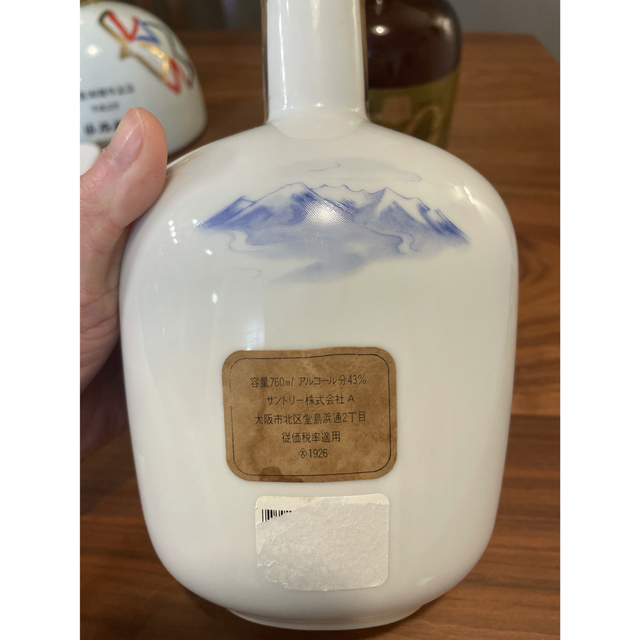 容量760ml アルコール分43%
サントリー株式会社 A
大阪市北区堂島浜通2丁目
従価税率適用
Ⓚ1926